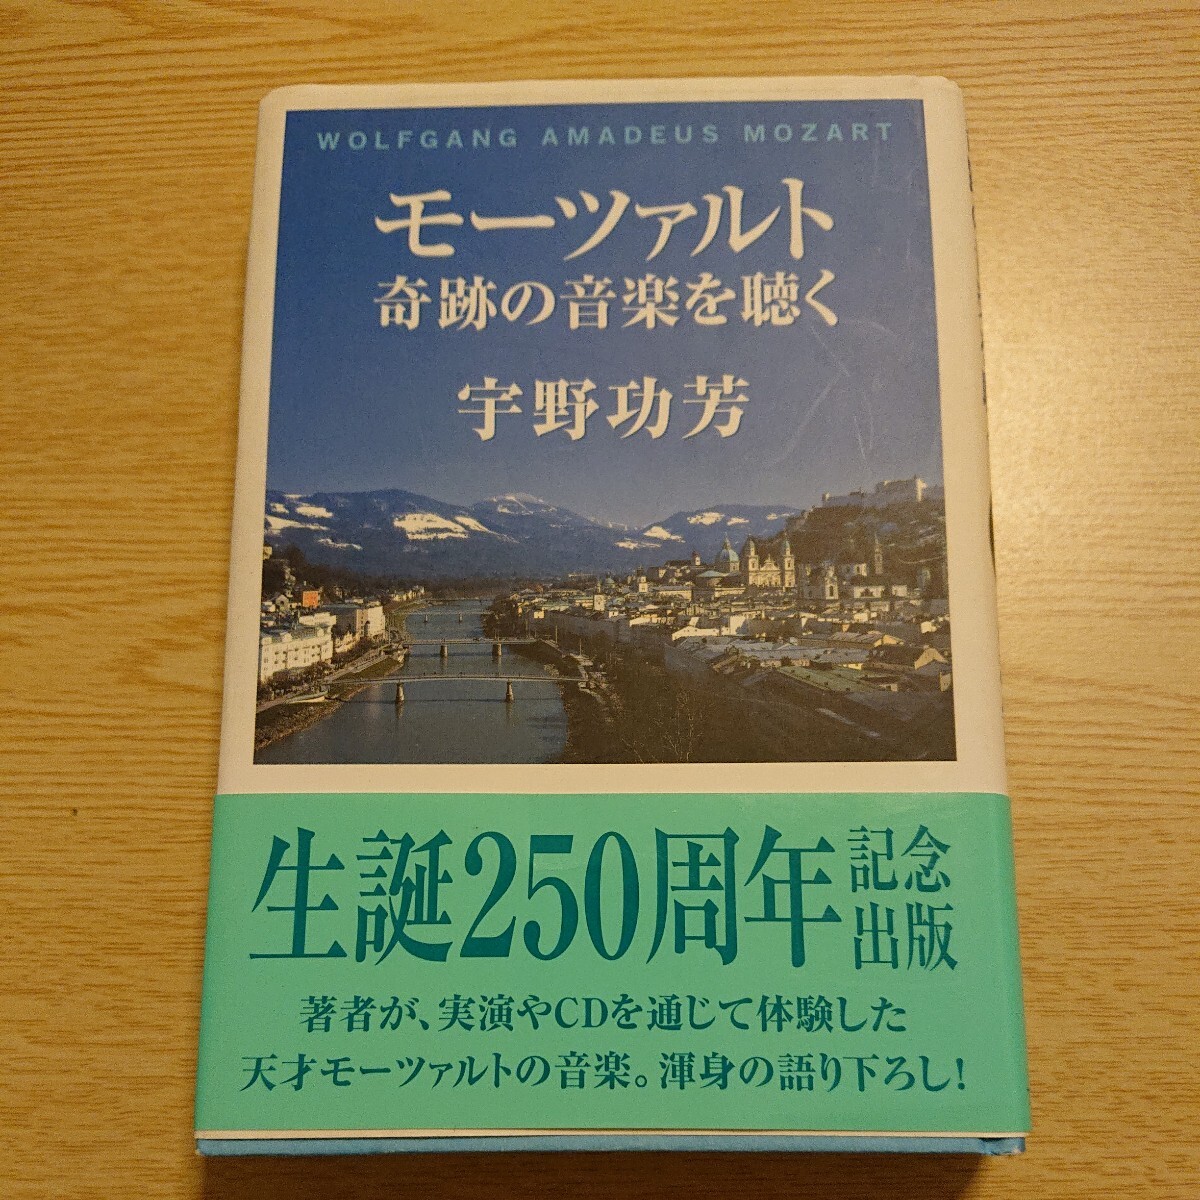 WOLFGANG AMADEUS MOZART
モーツァルト
奇跡の音楽を聴く
宇野功芳
生誕250周年記念出版
著者が、実演やCDを通じて体験した
天才モーツァルトの音楽。渾身の語り下ろし!